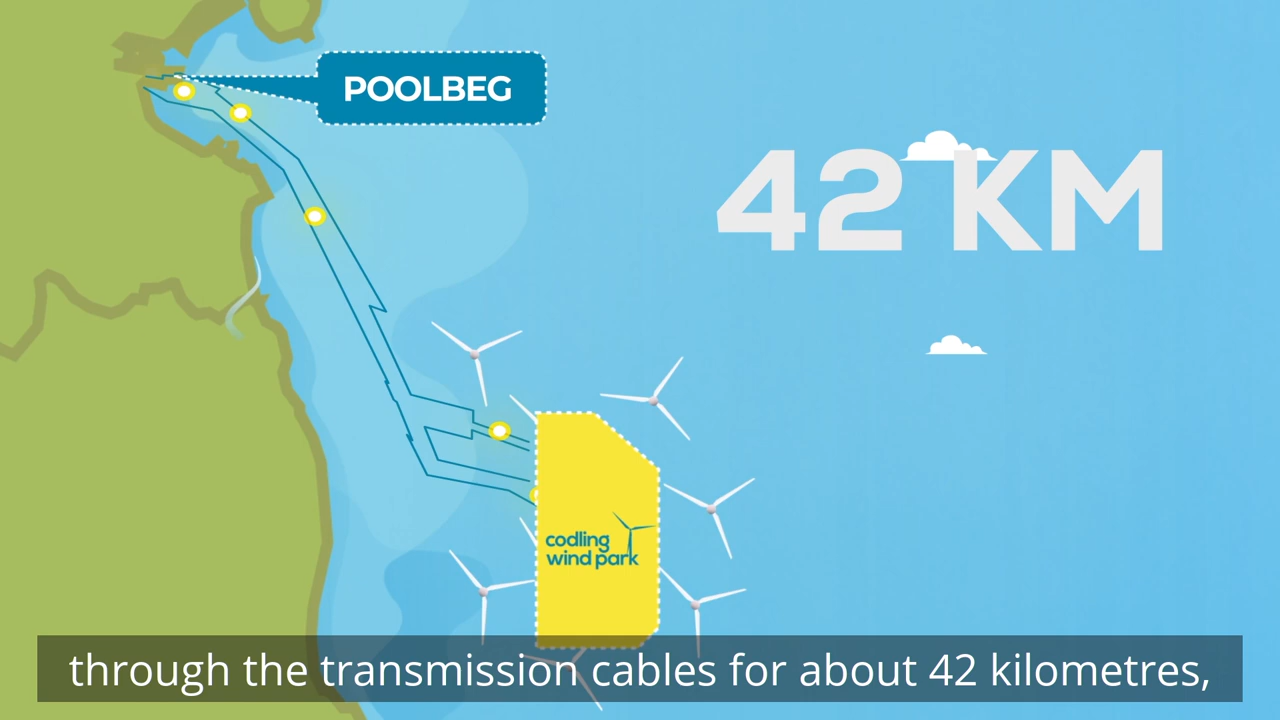 POOLBEG
42 KM
codling
wind park
through the transmission cables for about 42 kilometres,